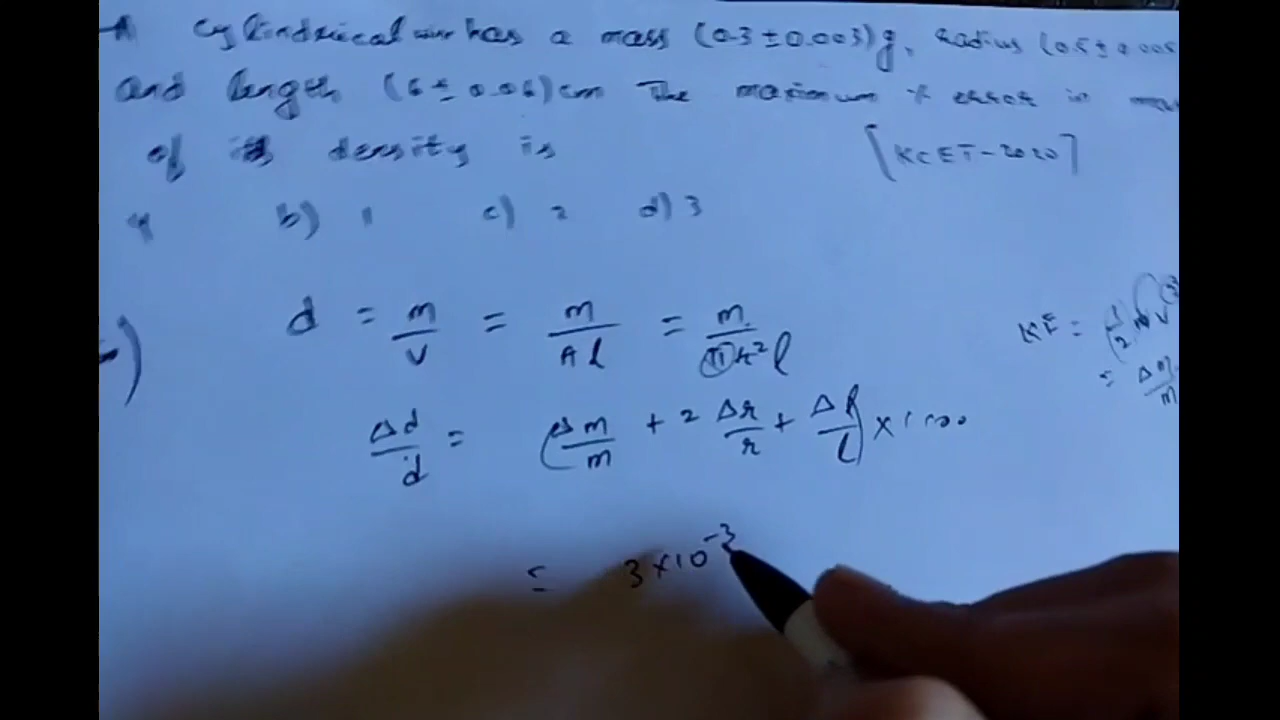 A cylindrical wire has a mass (0.3 ± 0.003)g, radius (0.5 ± 0.005
and length (6 ± 0.06) cm The maximum % error in
of its density is [KCET-2020]
4 b) 1 c) 2 d) 3
d = m/v = m/Al = m/πr²l
KE = 1/2 m v
= Δm/m
Δd/d = (Δm/m + 2 Δr/r + Δl/l) × 100
= 3×10⁻³